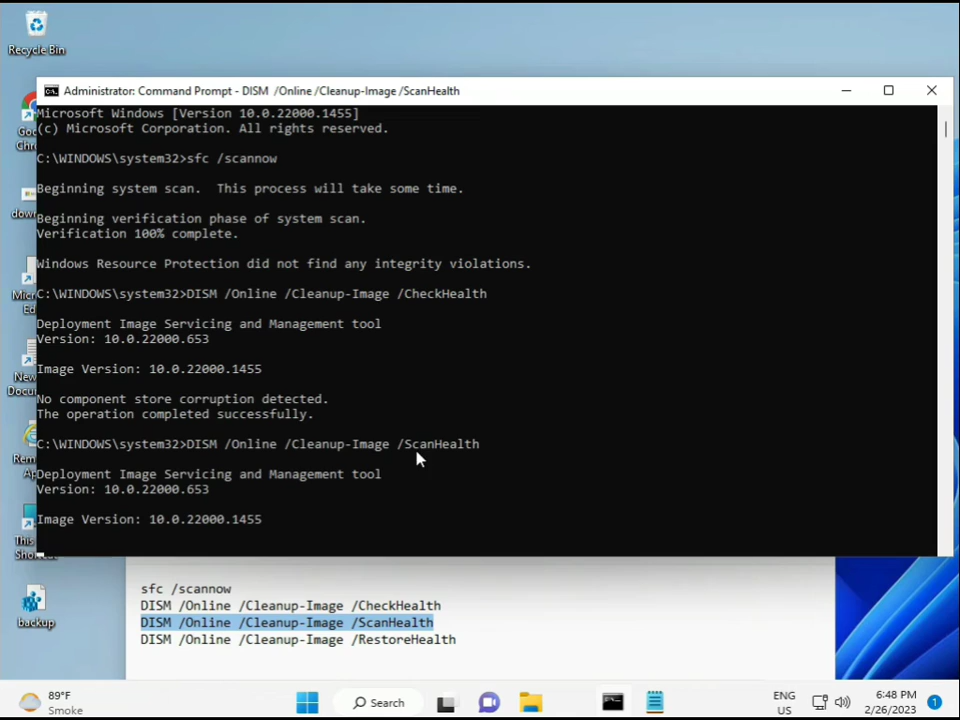 Recycle Bin
Administrator: Command Prompt - DISM /Online /Cleanup-Image /ScanHealth
Microsoft Windows [Version 10.0.22000.1455]
(c) Microsoft Corporation. All rights reserved.
C:\WINDOWS\system32>sfc /scannow
Beginning system scan.  This process will take some time.
Beginning verification phase of system scan.
Verification 100% complete.
Windows Resource Protection did not find any integrity violations.
C:\WINDOWS\system32>DISM /Online /Cleanup-Image /CheckHealth
Deployment Image Servicing and Management tool
Version: 10.0.22000.653
Image Version: 10.0.22000.1455
No component store corruption detected.
The operation completed successfully.
C:\WINDOWS\system32>DISM /Online /Cleanup-Image /ScanHealth
Deployment Image Servicing and Management tool
Version: 10.0.22000.653
Image Version: 10.0.22000.1455
sfc /scannow
DISM /Online /Cleanup-Image /CheckHealth
DISM /Online /Cleanup-Image /ScanHealth
DISM /Online /Cleanup-Image /RestoreHealth
backup
89°F
Smoke
Search
ENG
US
6:48 PM
2/26/2023
1